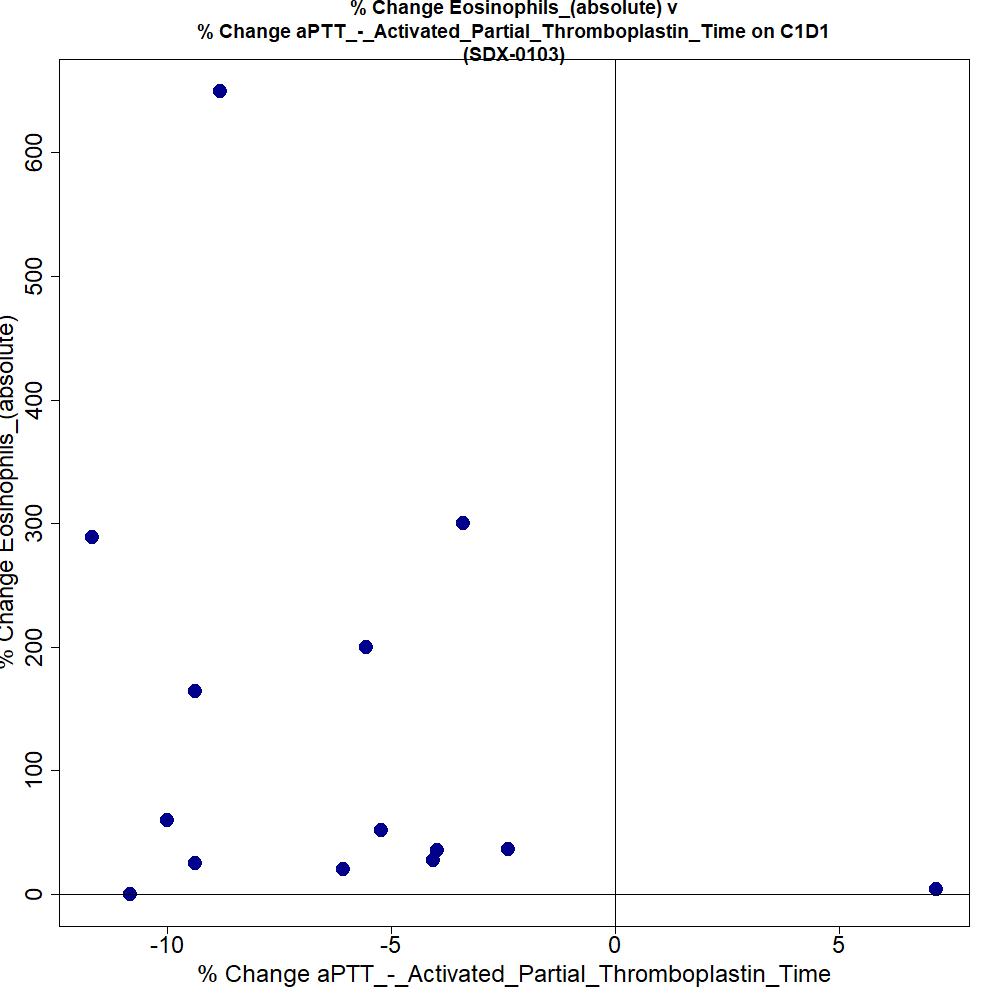 % Change Eosinophils_(absolute) v
% Change aPTT_-_Activated_Partial_Thromboplastin_Time on C1D1
(SDX-0103)
% Change Eosinophils_(absolute)
600
500
400
300
200
100
0
-10
-5
0
5
% Change aPTT_-_Activated_Partial_Thromboplastin_Time